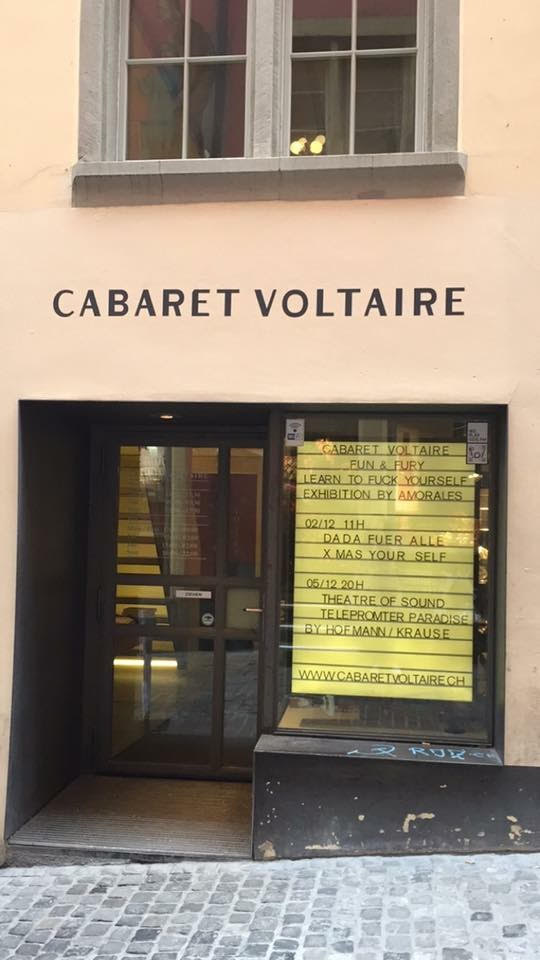 CABARET VOLTAIRE
CABARET VOLTAIRE
FUN & FURY
LEARN TO FUCK YOURSELF
EXHIBITION BY AMORALES
02/12 11H
DADA FUER ALLE
X MAS YOUR SELF
05/12 20H
THEATRE OF SOUND
TELEPROMTER PARADISE
BY HOFMANN / KRAUSE
WWW.CABARETVOLTAIRE.CH
ZIEHEN